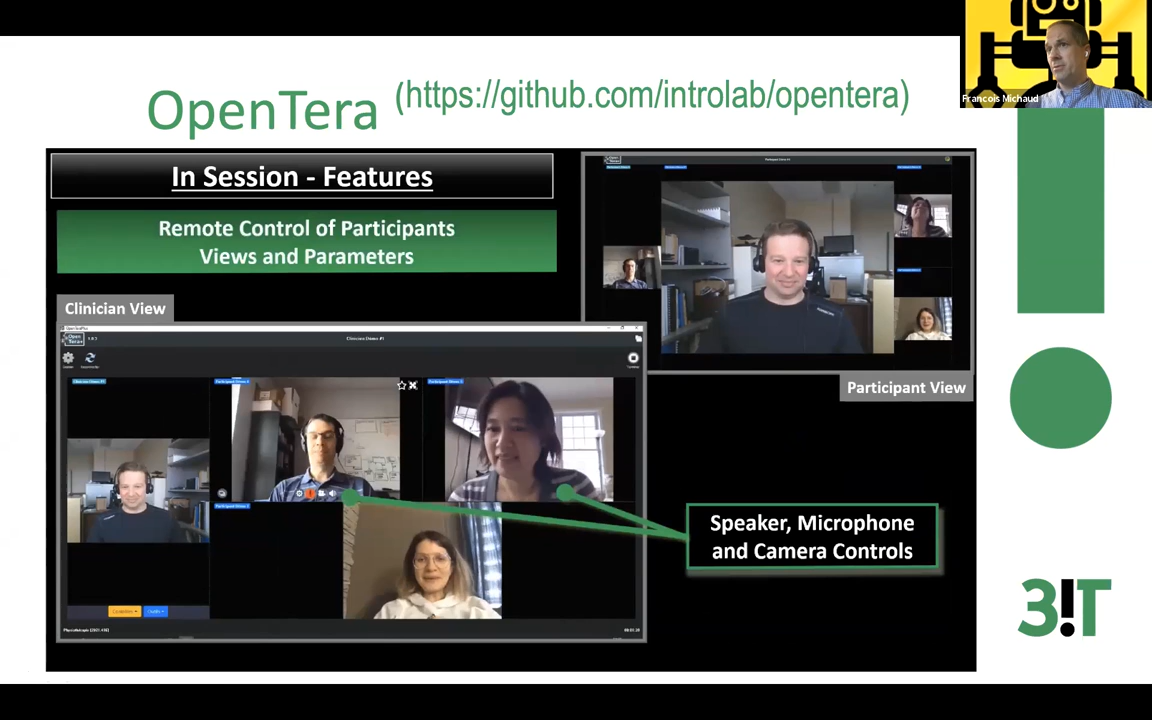 OpenTera (https://github.com/introlab/opentera)
Francois Michaud
In Session - Features
Remote Control of Participants
Views and Parameters
Clinician View
Participant View
Speaker, Microphone
and Camera Controls
3!T